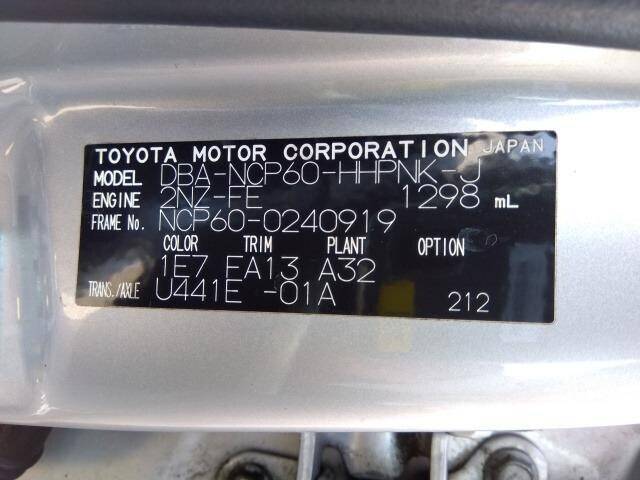 TOYOTA MOTOR CORPORATION JAPAN
MODEL DBA-NCP60-HHPNK-J
ENGINE 2NZ-FE 1298 mL
FRAME No. NCP60-0240919
COLOR TRIM PLANT OPTION
1E7 FA13 A32
TRANS./AXLE U441E -01A 212